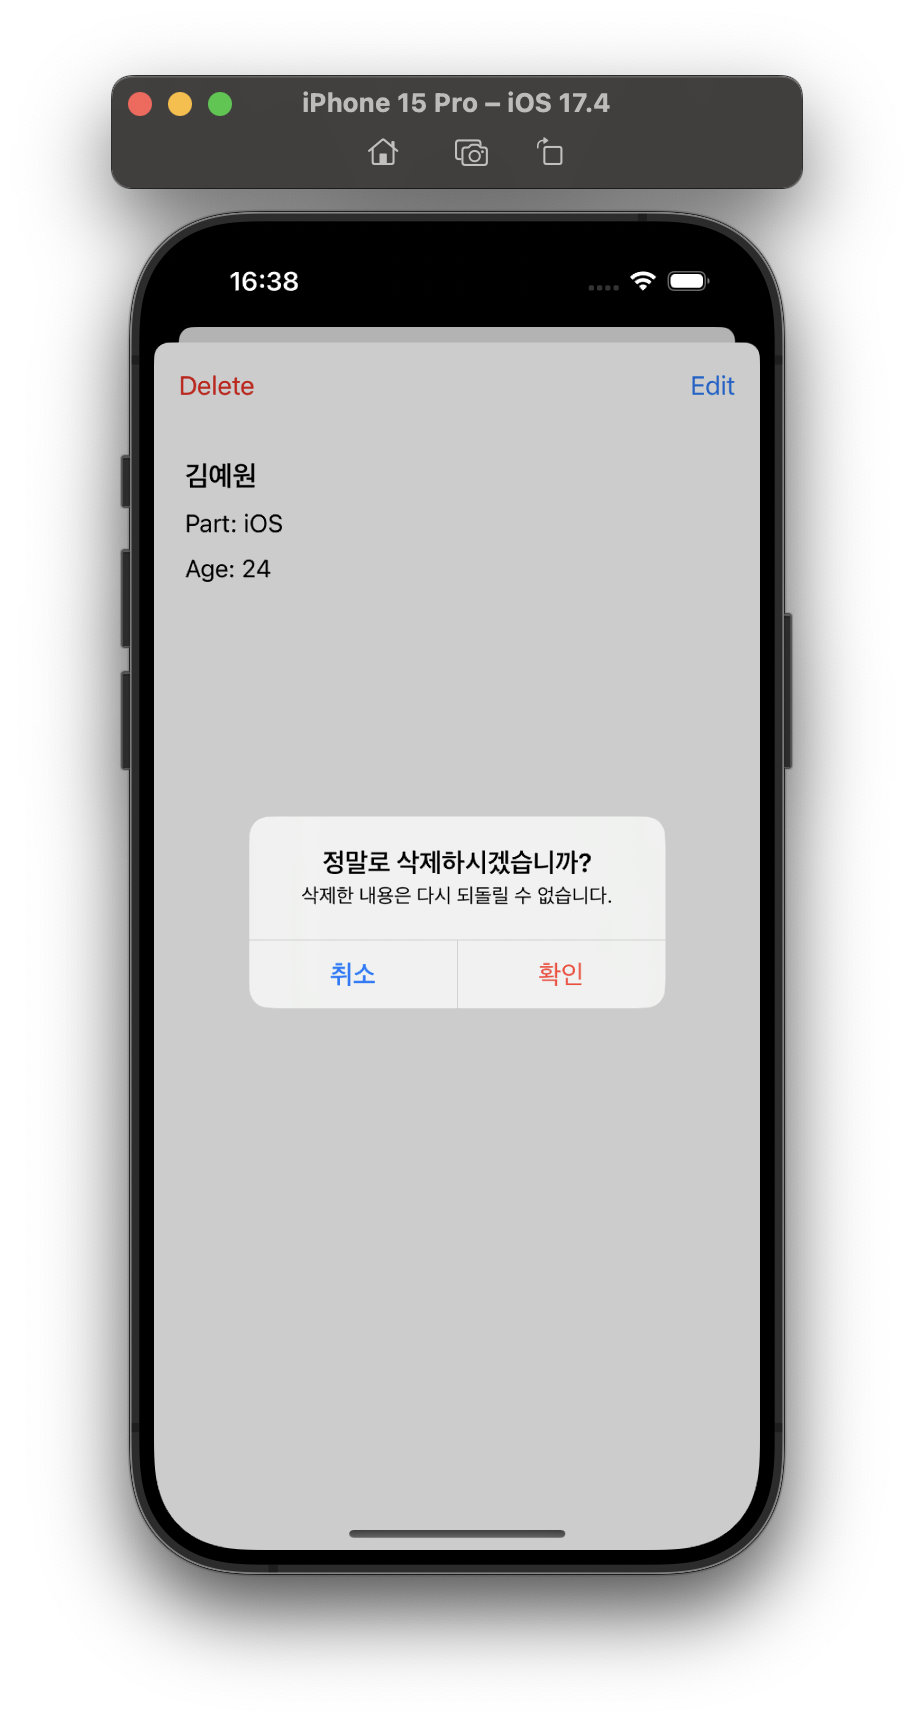 iPhone 15 Pro – iOS 17.4
16:38
Delete
Edit
김예원
Part: iOS
Age: 24
정말로 삭제하시겠습니까?
삭제한 내용은 다시 되돌릴 수 없습니다.
취소
확인